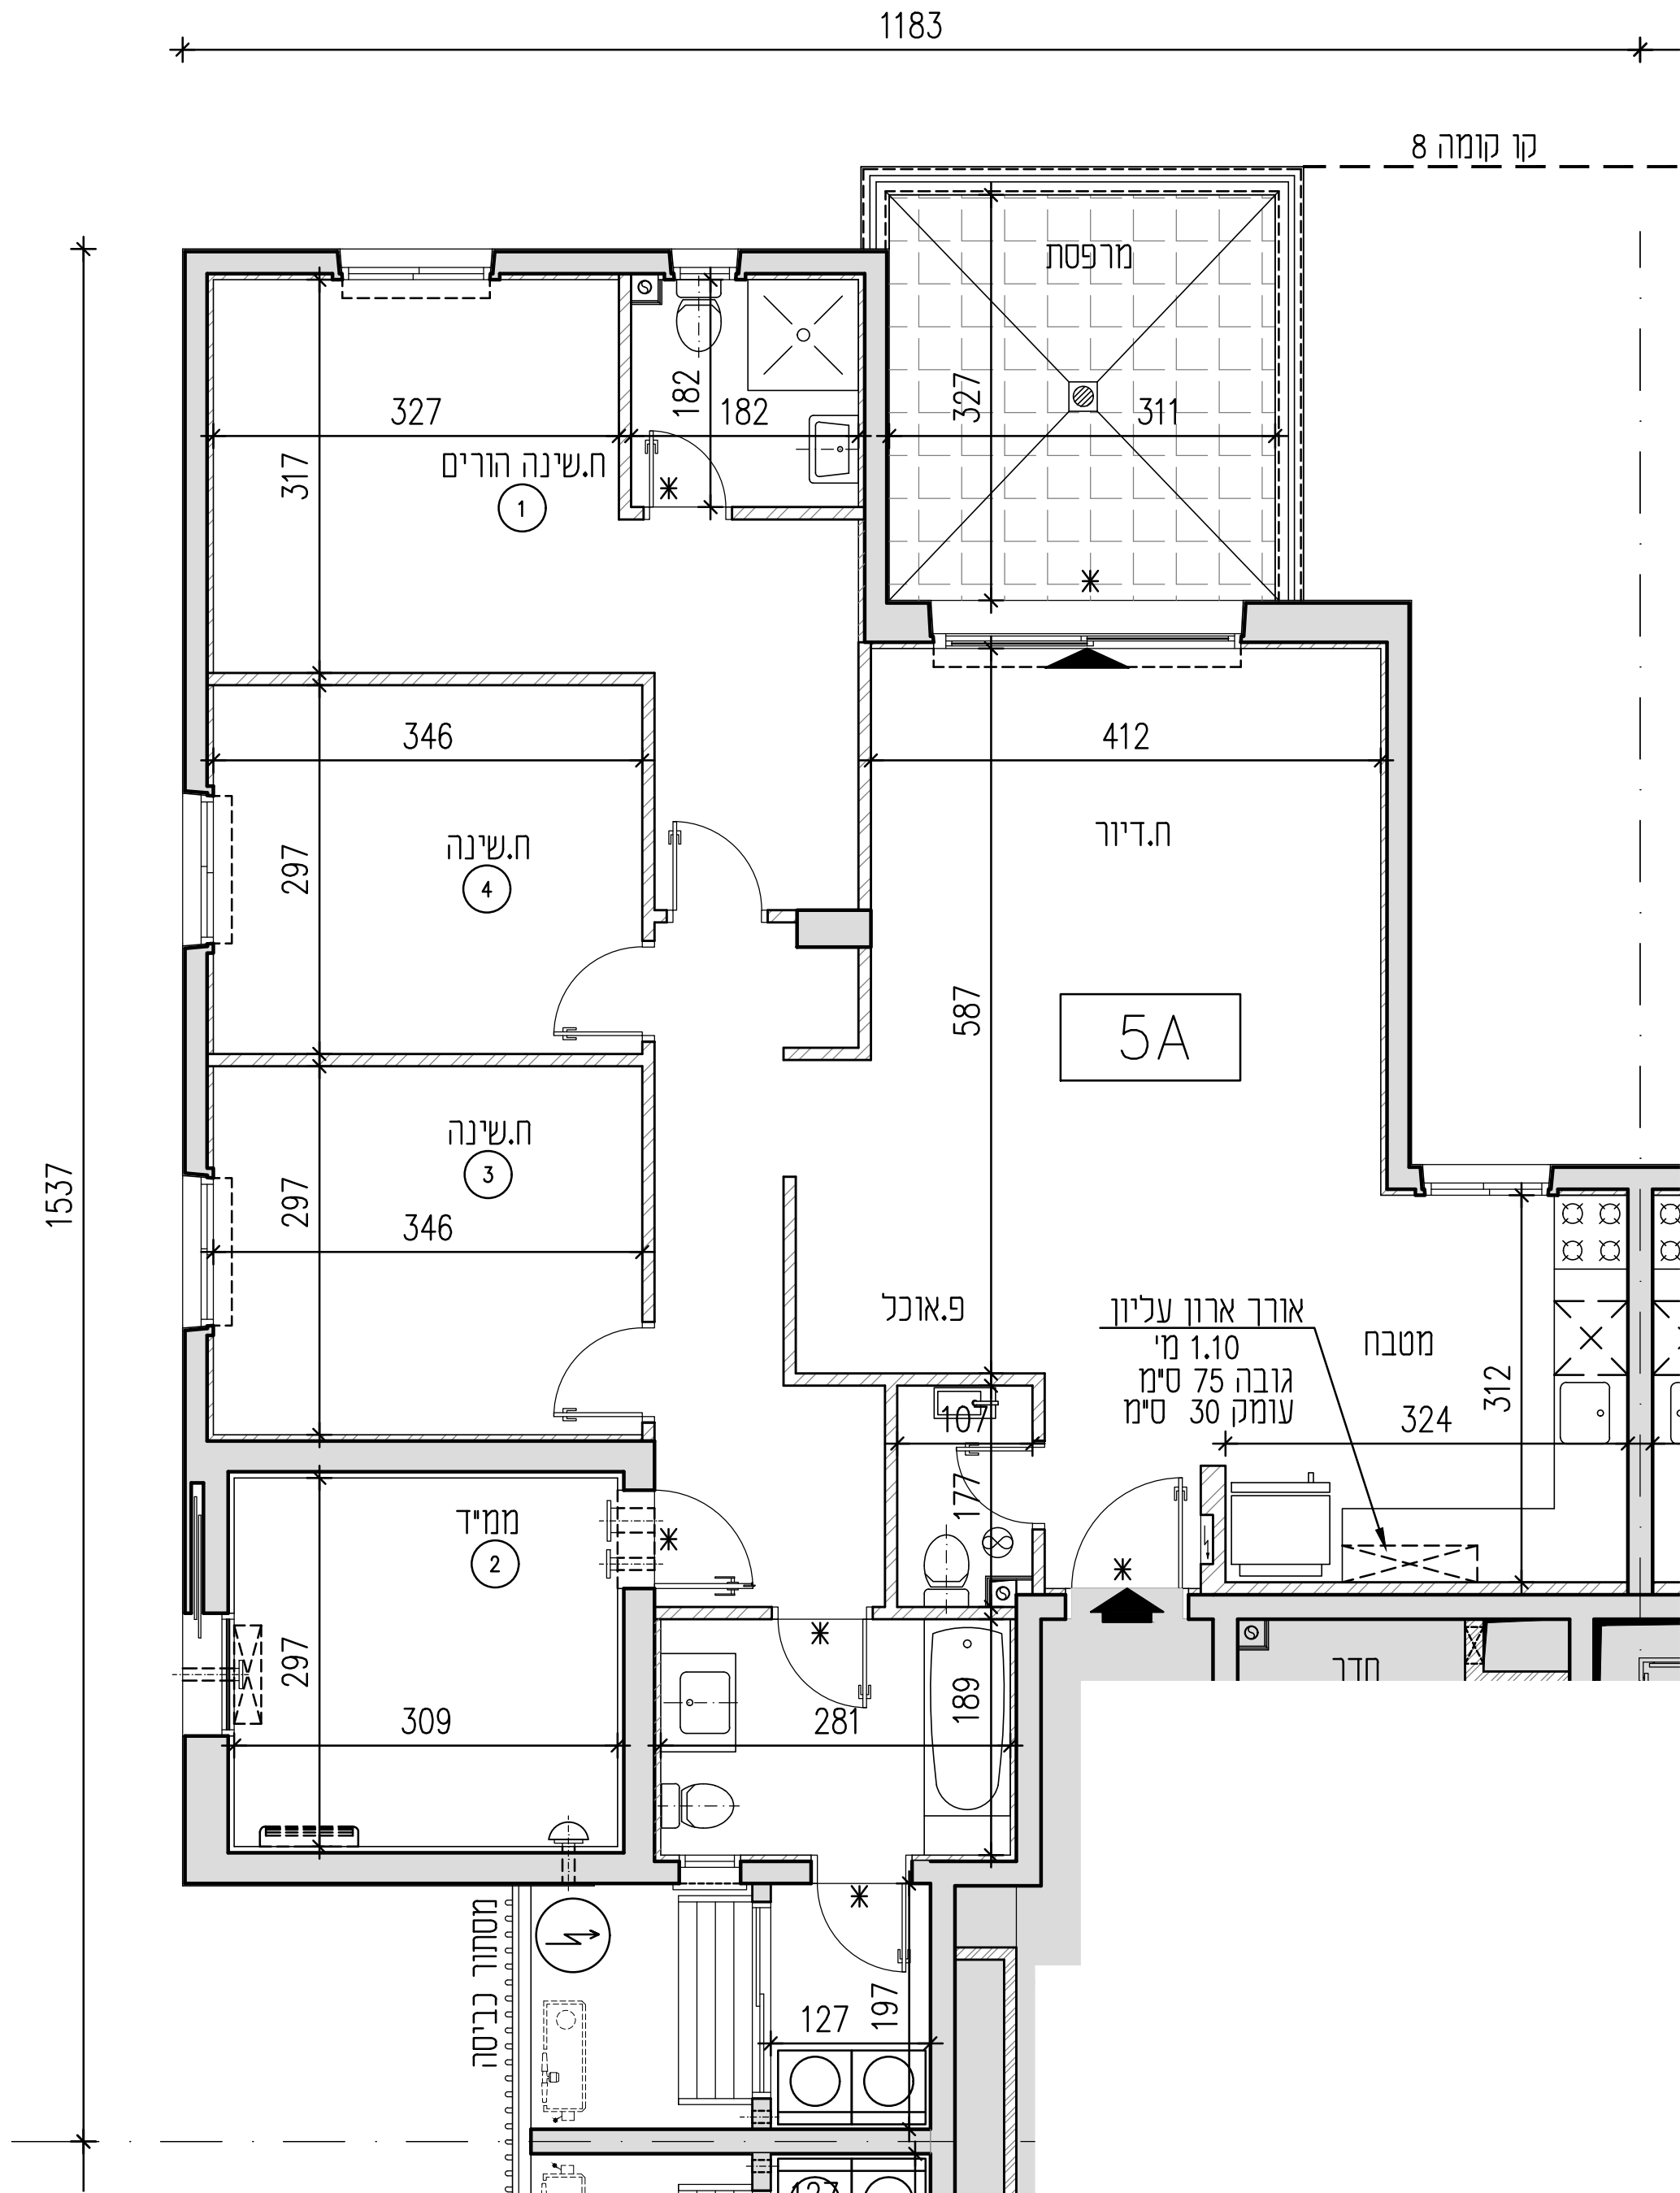 1183
קו קומה 8
מרפסת
327
311
182
182
327
317
ח.שינה הורים
1
346
412
ח.דיור
ח.שינה
4
297
587
5A
ח.שינה
3
297
346
1537
פ.אוכל
אורך ארון עליון
1.10 מ'
גובה 75 ס"מ
עומק 30 ס"מ
מטבח
312
324
107
177
ממ"ד
2
297
309
281
189
חדר
מסתור כביסה
197
127
127